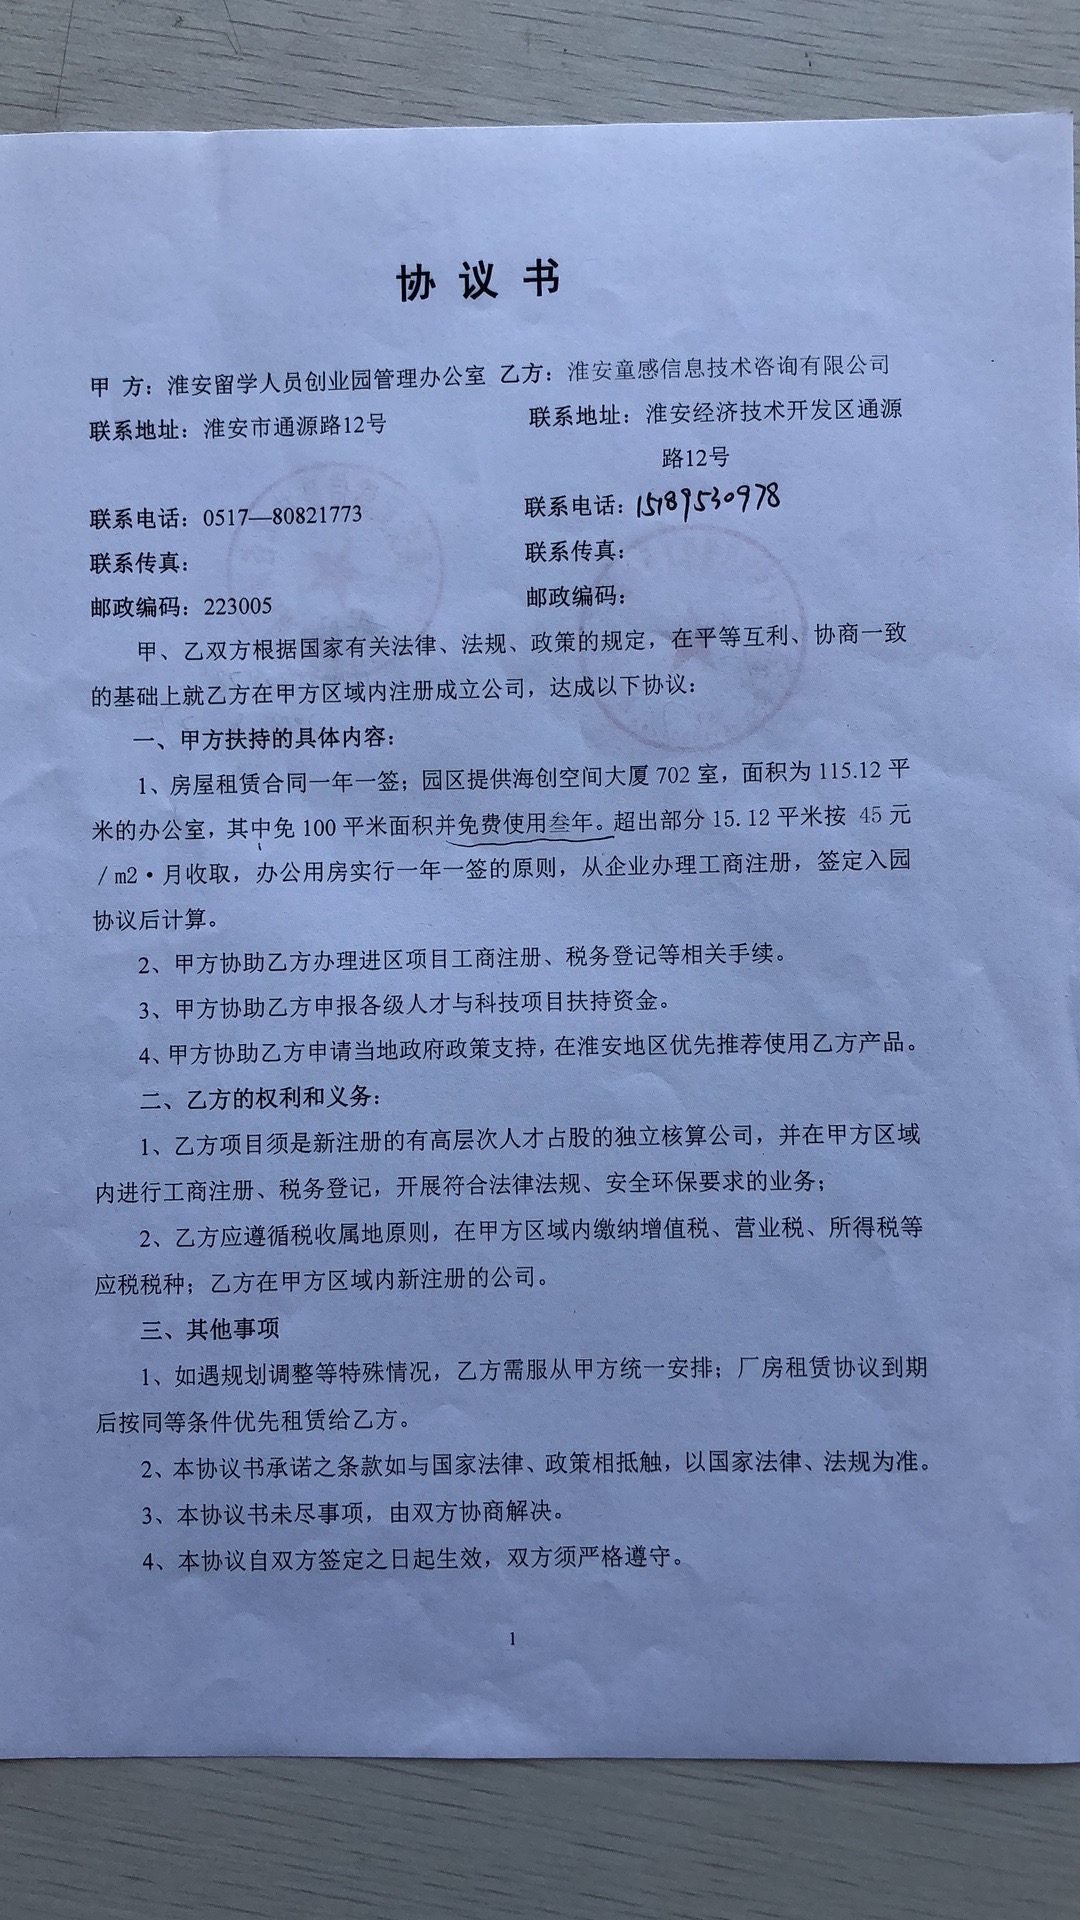 协议书
甲 方：淮安留学人员创业园管理办公室 乙方：淮安童感信息技术咨询有限公司
联系地址：淮安市通源路12号 联系地址：淮安经济技术开发区通源
路12号
联系电话：0517—80821773 联系电话：15189530978
联系传真： 联系传真：
邮政编码：223005 邮政编码：
甲、乙双方根据国家有关法律、法规、政策的规定，在平等互利、协商一致
的基础上就乙方在甲方区域内注册成立公司，达成以下协议：
一、甲方扶持的具体内容：
1、房屋租赁合同一年一签；园区提供海创空间大厦 702 室，面积为 115.12 平
米的办公室，其中免 100 平米面积并免费使用叁年。超出部分 15.12 平米按 45 元
/m2·月收取，办公用房实行一年一签的原则，从企业办理工商注册，签定入园
协议后计算。
2、甲方协助乙方办理进区项目工商注册、税务登记等相关手续。
3、甲方协助乙方申报各级人才与科技项目扶持资金。
4、甲方协助乙方申请当地政府政策支持，在淮安地区优先推荐使用乙方产品。
二、乙方的权利和义务：
1、乙方项目须是新注册的有高层次人才占股的独立核算公司，并在甲方区域
内进行工商注册、税务登记，开展符合法律法规、安全环保要求的业务；
2、乙方应遵循税收属地原则，在甲方区域内缴纳增值税、营业税、所得税等
应税税种；乙方在甲方区域内新注册的公司。
三、其他事项
1、如遇规划调整等特殊情况，乙方需服从甲方统一安排；厂房租赁协议到期
后按同等条件优先租赁给乙方。
2、本协议书承诺之条款如与国家法律、政策相抵触，以国家法律、法规为准。
3、本协议书未尽事项，由双方协商解决。
4、本协议自双方签定之日起生效，双方须严格遵守。
1